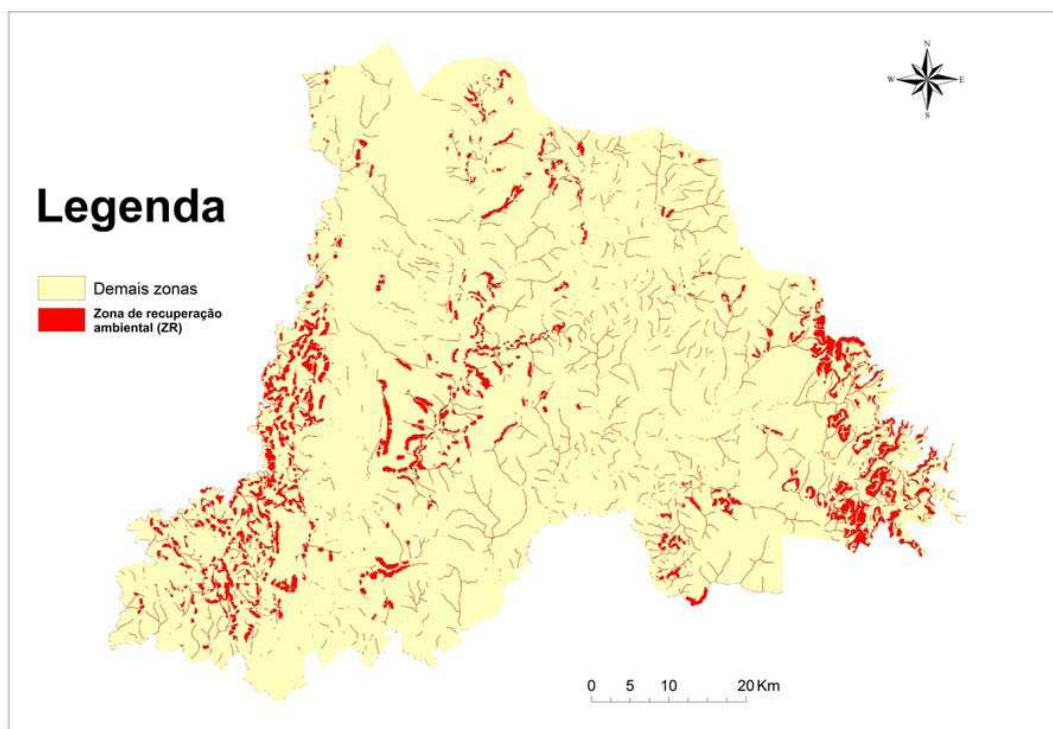 N
W E
S
Legenda
Demais zonas
Zona de recuperação
ambiental (ZR)
0 5 10 20 Km